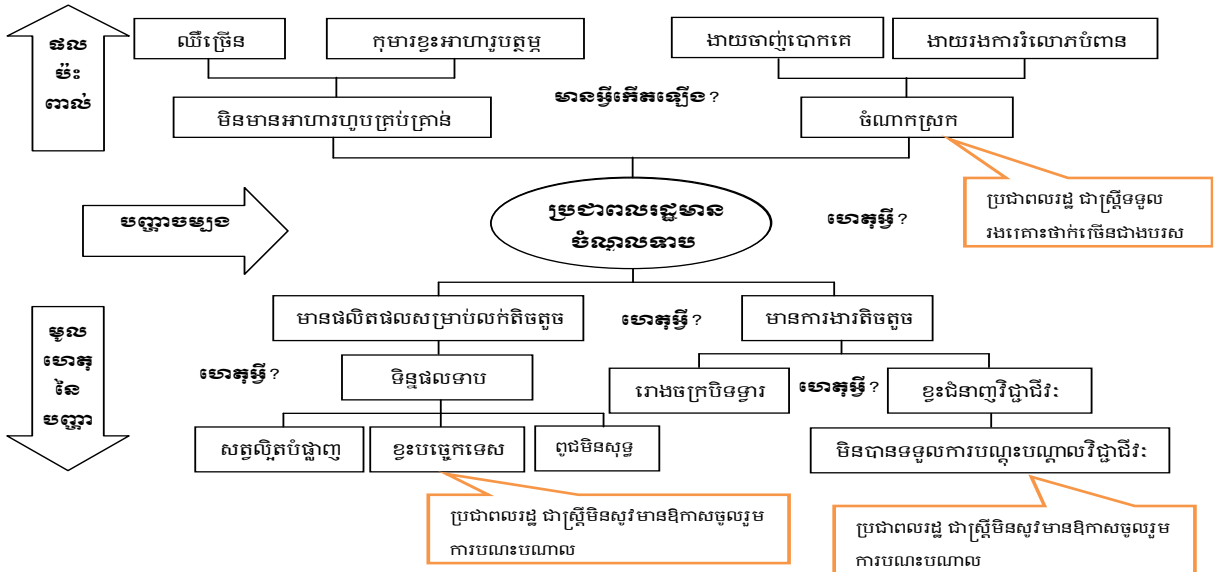 ផល
ប៉ះ
ពាល់
ឈឺច្រើន
កុមារខ្វះអាហារូបត្ថម្ភ
ងាយចាញ់បោកគេ
ងាយរងការរំលោភបំពាន
មានអ្វីកើតឡើង?
មិនមានអាហារហូបគ្រប់គ្រាន់
ចំណាកស្រុក
ប្រជាពលរដ្ឋ ជាស្ត្រីទទួល
រងគ្រោះថាក់ច្រើនជាងបរស
បញ្ហាចម្បង
ប្រជាពលរដ្ឋមាន
ចំណូលទាប
ហេតុអ្វី?
មូល
ហេតុ
នៃ
បញ្ហា
មានផលិតផលសម្រាប់លក់តិចតួច
ហេតុអ្វី?
មានការងារតិចតួច
ហេតុអ្វី?
ទិន្នផលទាប
រោងចក្របិទទ្វារ
ហេតុអ្វី?
ខ្វះជំនាញវិជ្ជាជីវៈ
សត្វល្អិតបំផ្លាញ
ខ្វះបច្ចេកទេស
ពូជមិនសុទ្ធ
មិនបានទទួលការបណ្តុះបណ្តាលវិជ្ជាជីវៈ
ប្រជាពលរដ្ឋ ជាស្ត្រីមិនសូវមានឱកាសចូលរួម
ការបណះបណាល
ប្រជាពលរដ្ឋ ជាស្ត្រីមិនសូវមានឱកាសចូលរួម
ការបណះបណាល